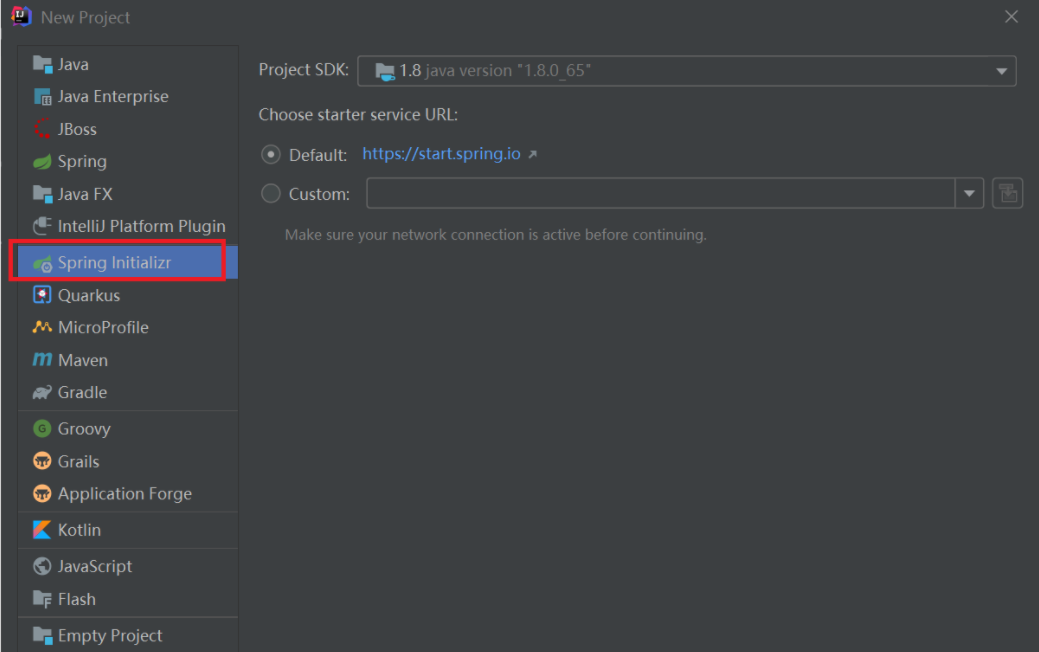 New Project
Java
Java Enterprise
JBoss
Spring
Java FX
IntelliJ Platform Plugin
Spring Initializr
Quarkus
MicroProfile
Maven
Gradle
Groovy
Grails
Application Forge
Kotlin
JavaScript
Flash
Empty Project
Project SDK: 1.8 java version "1.8.0_65"
Choose starter service URL:
Default: https://start.spring.io
Custom:
Make sure your network connection is active before continuing.